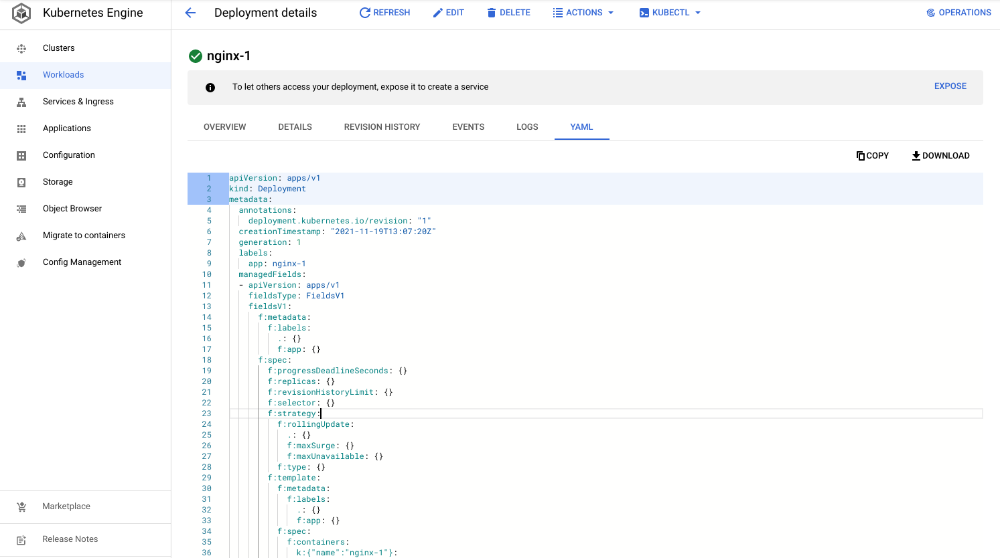 Kubernetes Engine
Deployment details
REFRESH
EDIT
DELETE
ACTIONS
KUBECTL
OPERATIONS
Clusters
Workloads
Services & Ingress
Applications
Configuration
Storage
Object Browser
Migrate to containers
Config Management
Marketplace
Release Notes
nginx-1
To let others access your deployment, expose it to create a service
EXPOSE
OVERVIEW
DETAILS
REVISION HISTORY
EVENTS
LOGS
YAML
COPY
DOWNLOAD
1 apiVersion: apps/v1
2 kind: Deployment
3 metadata:
4 annotations:
5 deployment.kubernetes.io/revision: "1"
6 creationTimestamp: "2021-11-19T13:07:20Z"
7 generation: 1
8 labels:
9 app: nginx-1
10 managedFields:
11 - apiVersion: apps/v1
12 fieldsType: FieldsV1
13 fieldsV1:
14 f:metadata:
15 f:labels:
16 .: {}
17 f:app: {}
18 f:spec:
19 f:progressDeadlineSeconds: {}
20 f:replicas: {}
21 f:revisionHistoryLimit: {}
22 f:selector: {}
23 f:strategy:
24 f:rollingUpdate:
25 .: {}
26 f:maxSurge: {}
27 f:maxUnavailable: {}
28 f:type: {}
29 f:template:
30 f:metadata:
31 f:labels:
32 .: {}
33 f:app: {}
34 f:spec:
35 f:containers:
36 k:{"name":"nginx-1"}: